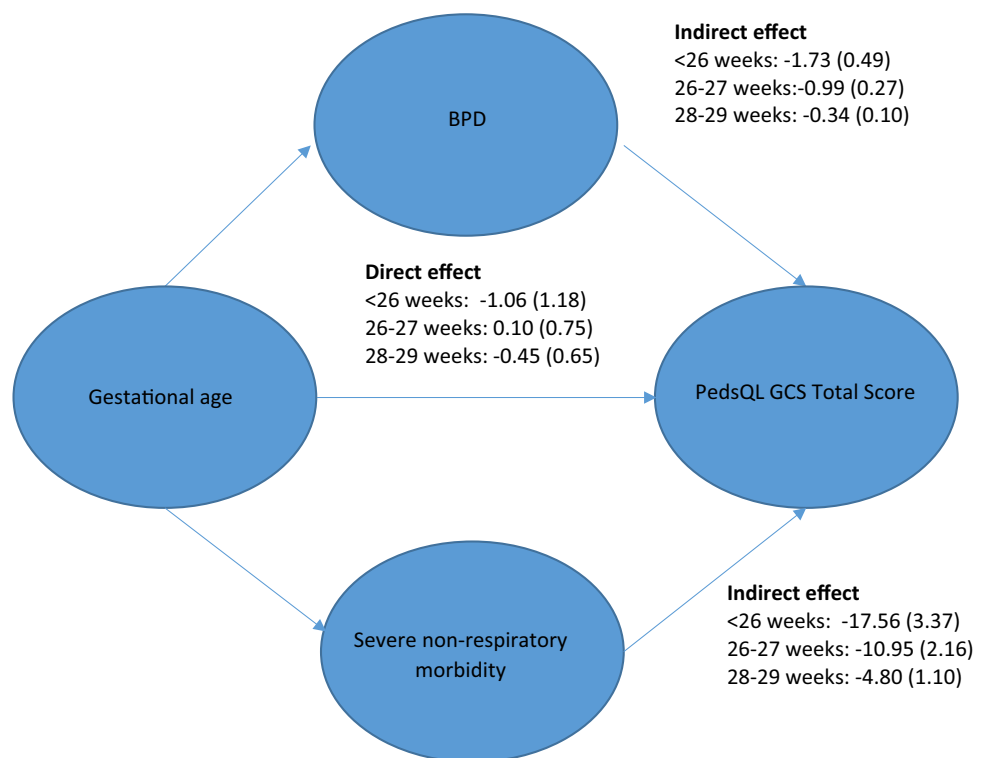 Indirect effect
<26 weeks: -1.73 (0.49)
26-27 weeks:-0.99 (0.27)
28-29 weeks: -0.34 (0.10)
BPD
Direct effect
<26 weeks:  -1.06 (1.18)
26-27 weeks: 0.10 (0.75)
28-29 weeks: -0.45 (0.65)
Gestational age
PedsQL GCS Total Score
Severe non-respiratory
morbidity
Indirect effect
<26 weeks:  -17.56 (3.37)
26-27 weeks: -10.95 (2.16)
28-29 weeks: -4.80 (1.10)